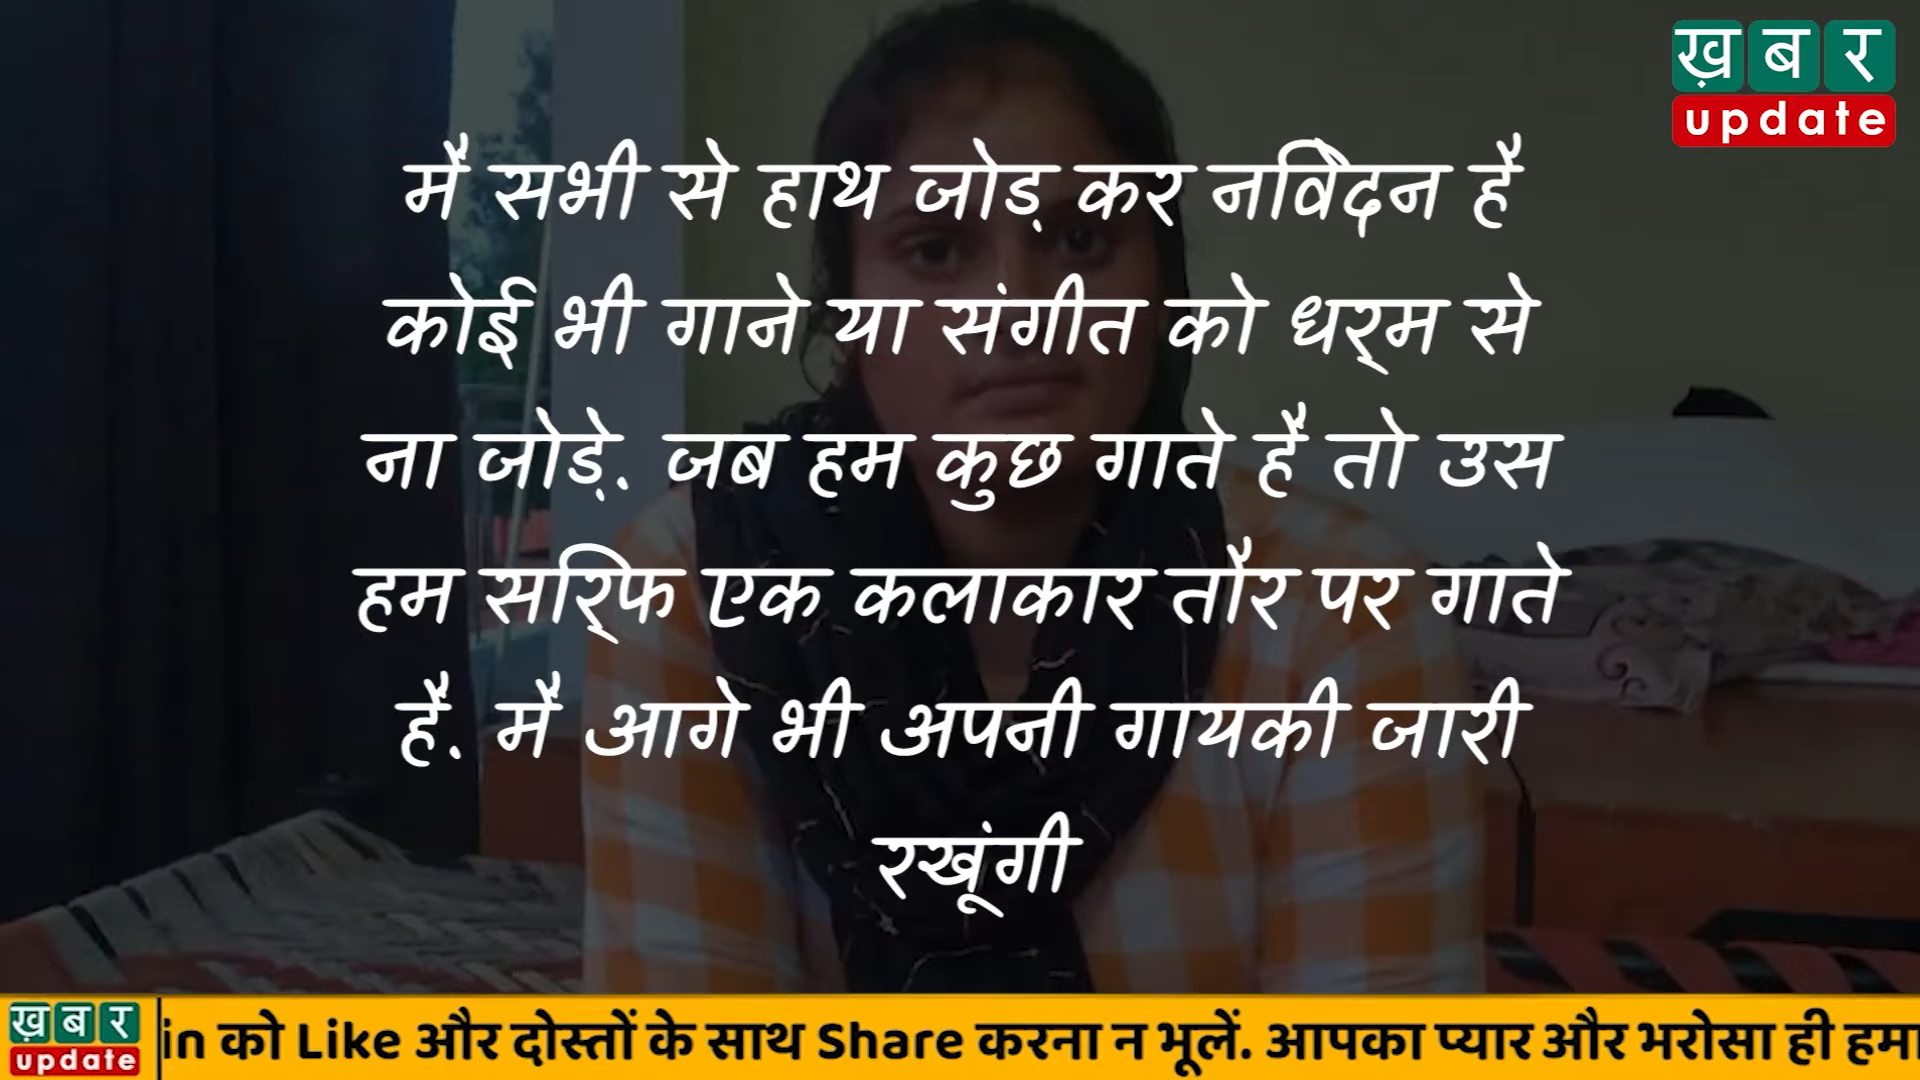 ख़बर
update
मैं सभी से हाथ जोड़ कर निवेदन है
कोई भी गाने या संगीत को धर्म से
ना जोड़े. जब हम कुछ गाते हैं तो उस
हम सिर्फ एक कलाकार तौर पर गाते
हैं. मैं आगे भी अपनी गायकी जारी
रखूंगी
ख़बर
update
in को Like और दोस्तों के साथ Share करना न भूलें. आपका प्यार और भरोसा ही हमा